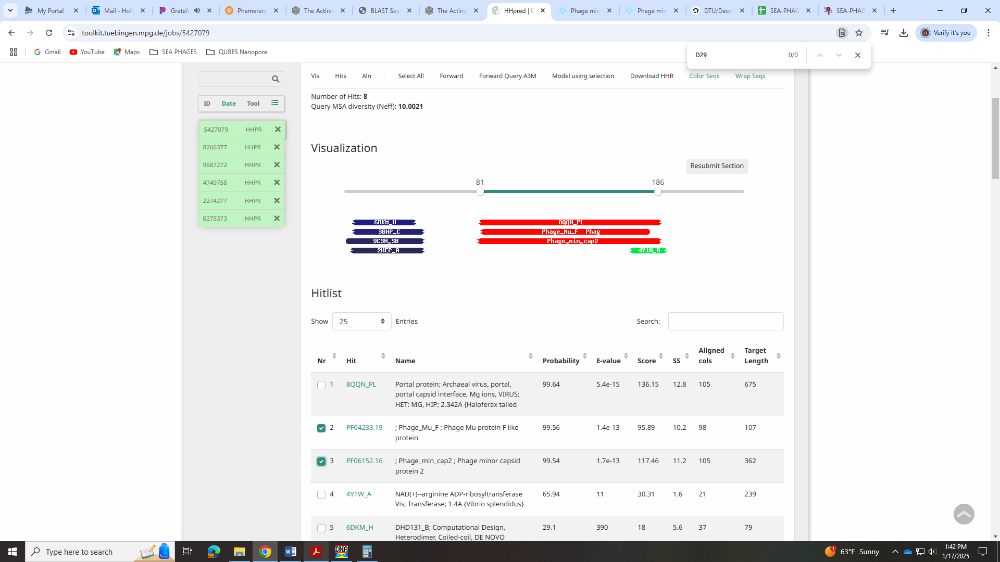 My Portal
Mail - Holl
Gratefu
Phamerato
The Actino
BLAST Sea
The Actino
HHpred | B
Phage min
Phage min
DTU/Deep
SEA-PHAG
SEA-PHAG
toolkit.tuebingen.mpg.de/jobs/5427079
Verify it's you
Gmail
YouTube
Maps
SEA PHAGES
QUBES Nanopore
D29
0/0
Vis
Hits
Aln
Select All
Forward
Forward Query A3M
Model using selection
Download HHR
Color Seqs
Wrap Seqs
ID
Date
Tool
5427079 HHPR
8266377 HHPR
9687272 HHPR
4749758 HHPR
2274277 HHPR
8275373 HHPR
Number of Hits: 8
Query MSA diversity (Neff): 10.0021
Visualization
Resubmit Section
81
186
6DKM_H
8QQN_PL
3BHP_C
Phage_Mu_F Phag
9C3H_SB
Phage_min_cap2
2HEP_A
4Y1W_A
Hitlist
Show 25 Entries
Search:
Nr Hit Name Probability E-value Score SS Aligned cols Target Length
1 8QQN_PL Portal protein; Archaeal virus, portal, 99.64 5.4e-15 136.15 12.8 105 675
portal capsid interface, Mg ions, VIRUS;
HET: MG, HIP; 2.342A {Haloferax tailed
2 PF04233.19 ; Phage_Mu_F ; Phage Mu protein F like 99.56 1.4e-13 95.89 10.2 98 107
protein
3 PF06152.16 ; Phage_min_cap2 ; Phage minor capsid 99.54 1.7e-13 117.46 11.2 105 362
protein 2
4 4Y1W_A NAD(+)--arginine ADP-ribosyltransferase 65.94 11 30.31 1.6 21 239
Vis; Transferase; 1.4A {Vibrio splendidus}
5 6DKM_H DHD131_B; Computational Design, 29.1 390 18 5.6 37 79
Heterodimer, Coiled-coil, DE NOVO
Type here to search
DNA
63°F Sunny
1:42 PM
1/17/2025